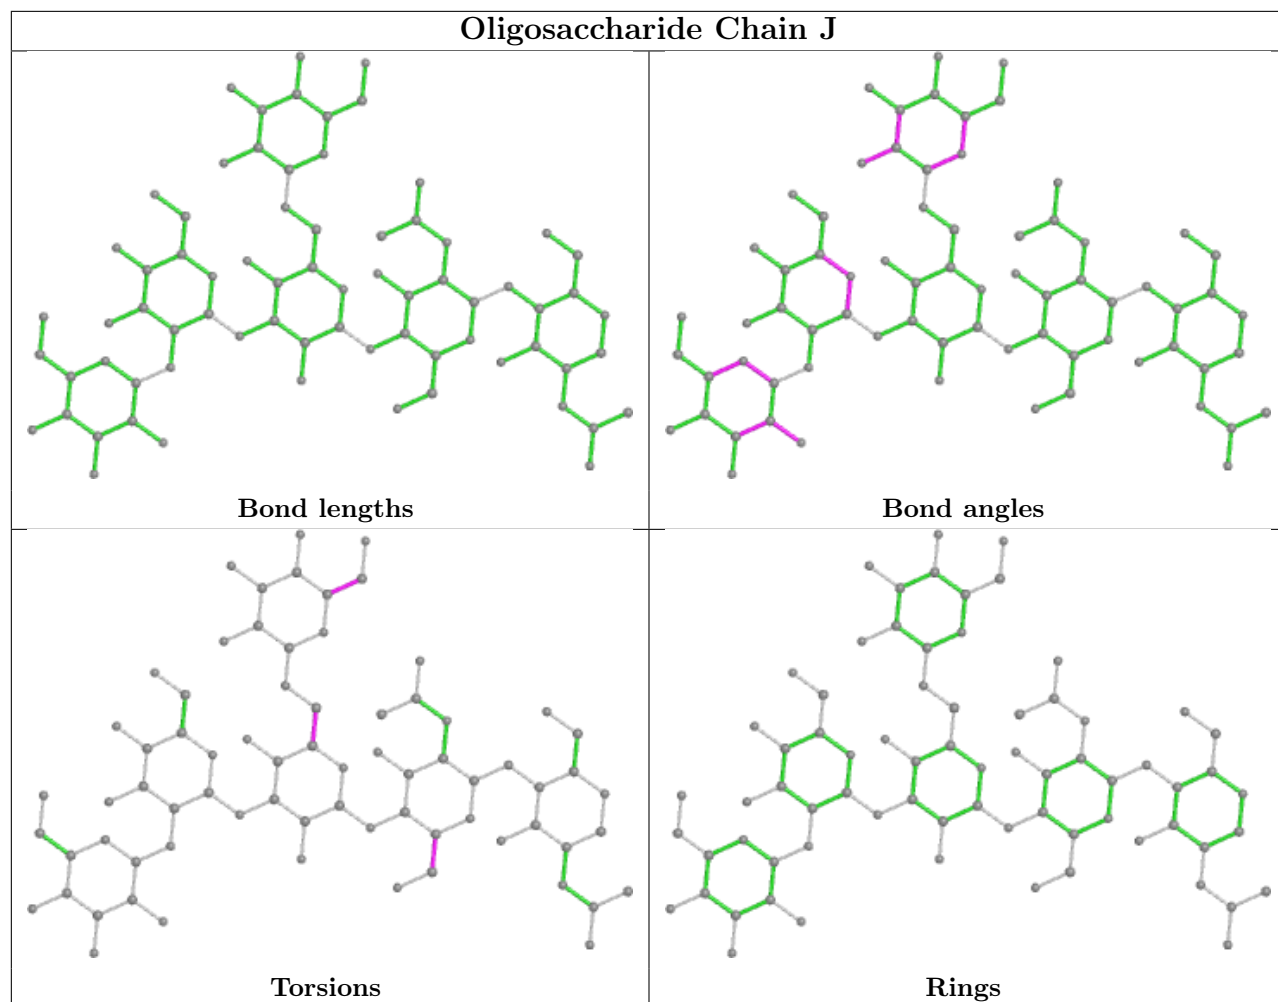 Oligosaccharide Chain J
Bond lengths
Bond angles
Torsions
Rings